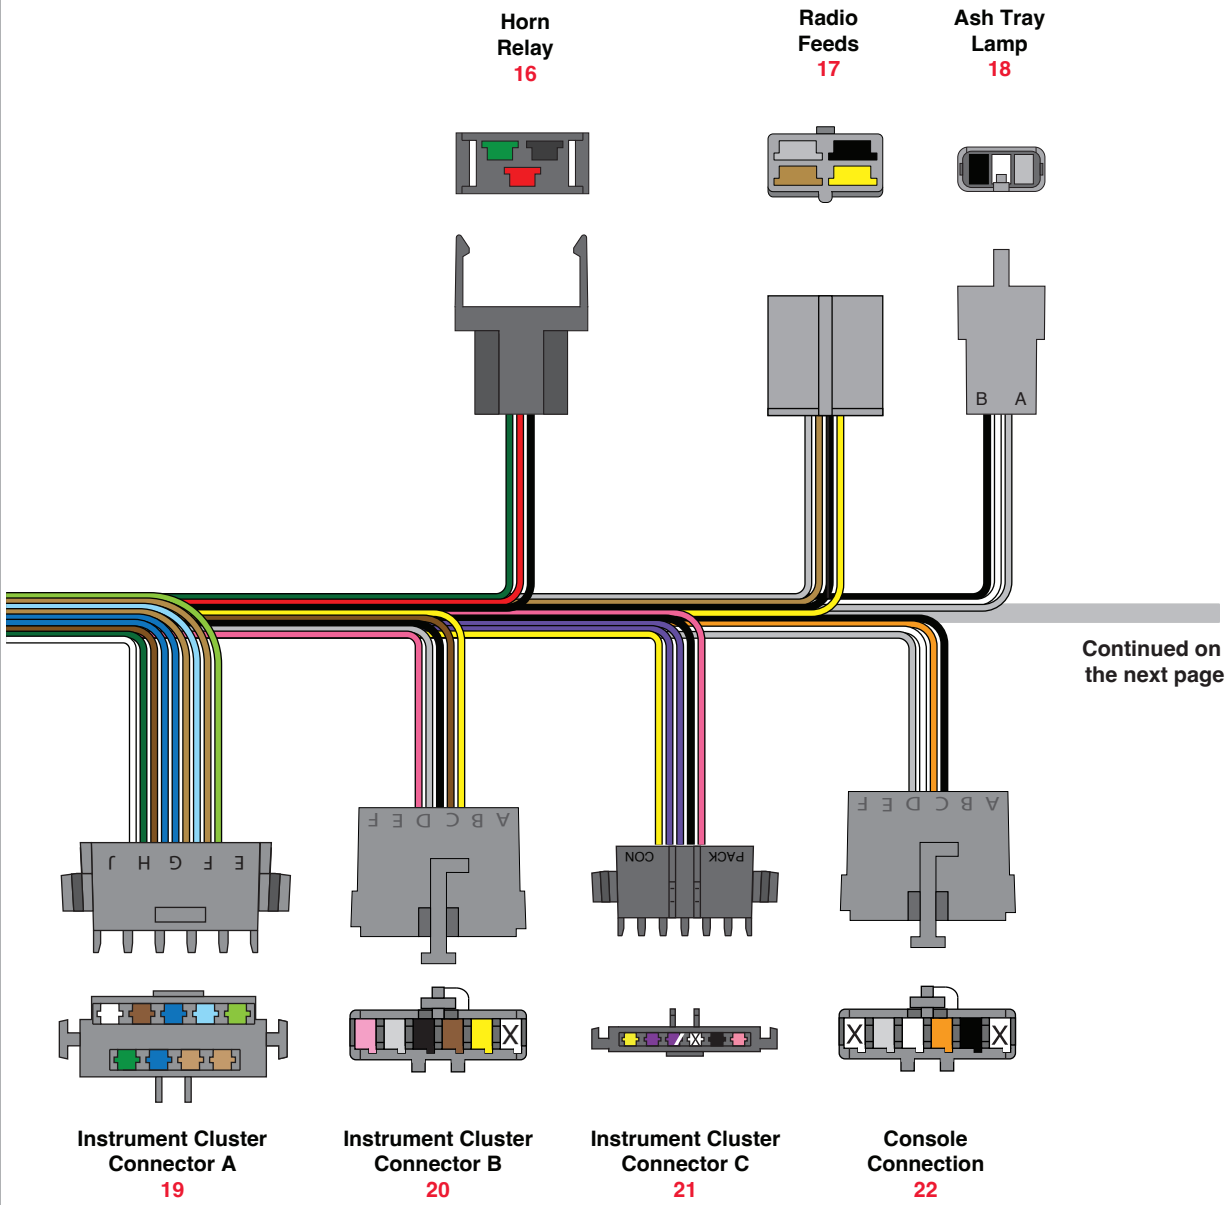 Horn
Relay
16
Radio
Feeds
17
Ash Tray
Lamp
18
B A
Continued on
the next page
J H G F E
F E D C B A
CON PACK
F E D C B A
X
X
X X
Instrument Cluster
Connector A
19
Instrument Cluster
Connector B
20
Instrument Cluster
Connector C
21
Console
Connection
22